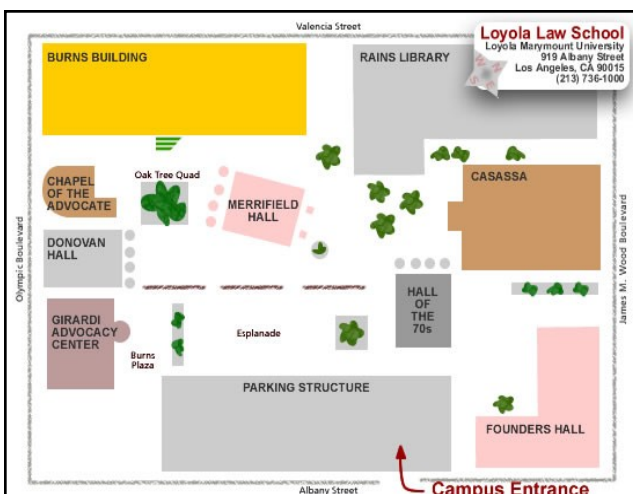 Valencia Street
Loyola Law School
Loyola Marymount University
919 Albany Street
Los Angeles, CA 90015
(213) 736-1000
N
W
S
BURNS BUILDING
RAINS LIBRARY
Oak Tree Quad
CHAPEL
OF THE
ADVOCATE
MERRIFIELD
HALL
CASASSA
DONOVAN
HALL
Olympic Boulevard
James M. Wood Boulevard
GIRARDI
ADVOCACY
CENTER
HALL
OF THE
70s
Esplanade
Burns
Plaza
PARKING STRUCTURE
FOUNDERS HALL
Albany Street
Campus Entrance